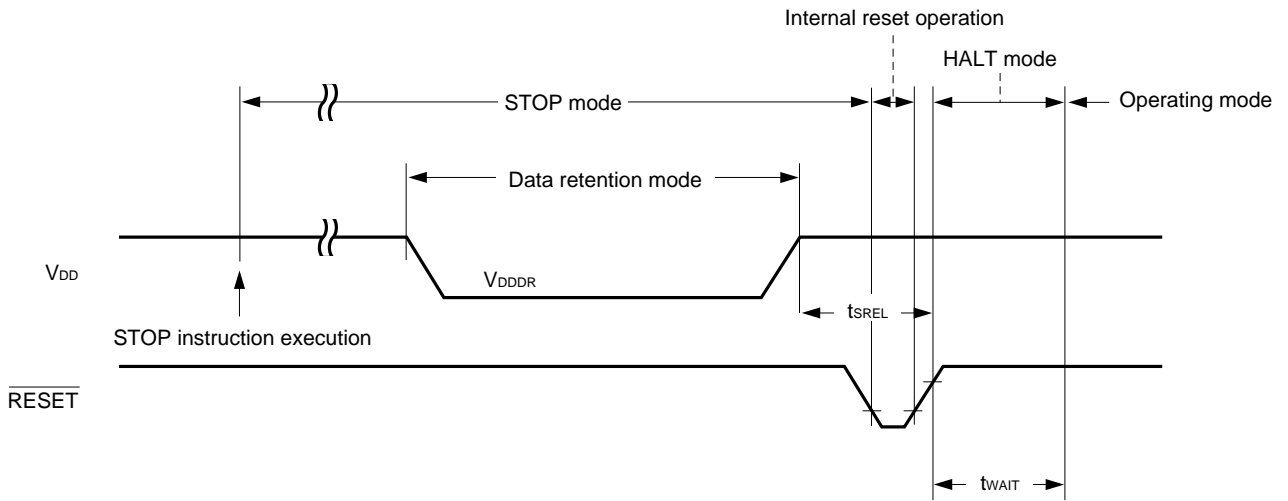 Internal reset operation
HALT mode
STOP mode
Operating mode
Data retention mode
VDD
VDDDR
tSREL
STOP instruction execution
RESET
tWAIT